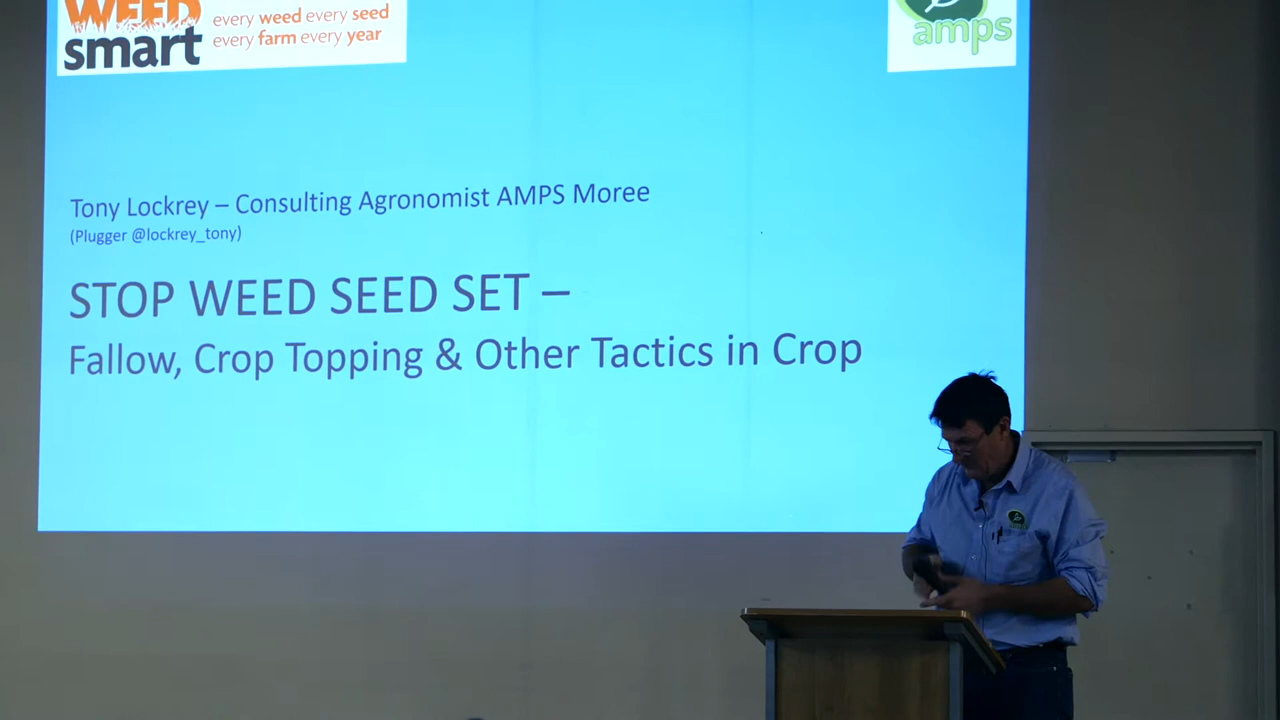 WEED
smart
every weed every seed
every farm every year
amps
Tony Lockrey – Consulting Agronomist AMPS Moree
(Plugger @lockrey_tony)
STOP WEED SEED SET –
Fallow, Crop Topping & Other Tactics in Crop